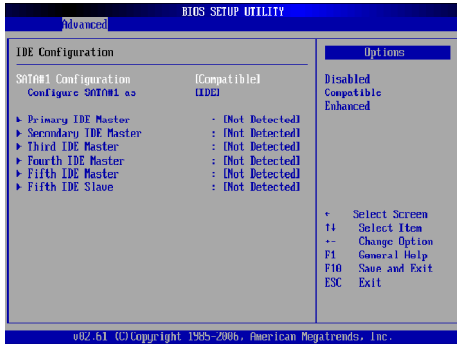 BIOS SETUP UTILITY
Advanced
IDE Configuration
SATA#1 Configuration [Compatible]
Configure SATA#1 as [IDE]
Primary IDE Master : [Not Detected]
Secondary IDE Master : [Not Detected]
Third IDE Master : [Not Detected]
Fourth IDE Master : [Not Detected]
Fifth IDE Master : [Not Detected]
Fifth IDE Slave : [Not Detected]
Options
Disabled
Compatible
Enhanced
← Select Screen
↑↓ Select Item
+- Change Option
F1 General Help
F10 Save and Exit
ESC Exit
v02.61 (C)Copyright 1985-2006, American Megatrends, Inc.